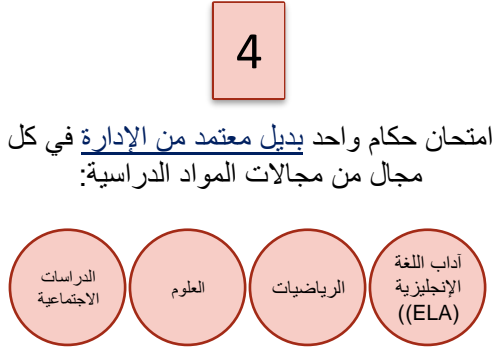 4
امتحان حكام واحد بديل معتمد من الإدارة في كل
مجال من مجالات المواد الدراسية:
آداب اللغة
الإنجليزية
(ELA))
الرياضيات
العلوم
الدراسات
الاجتماعية